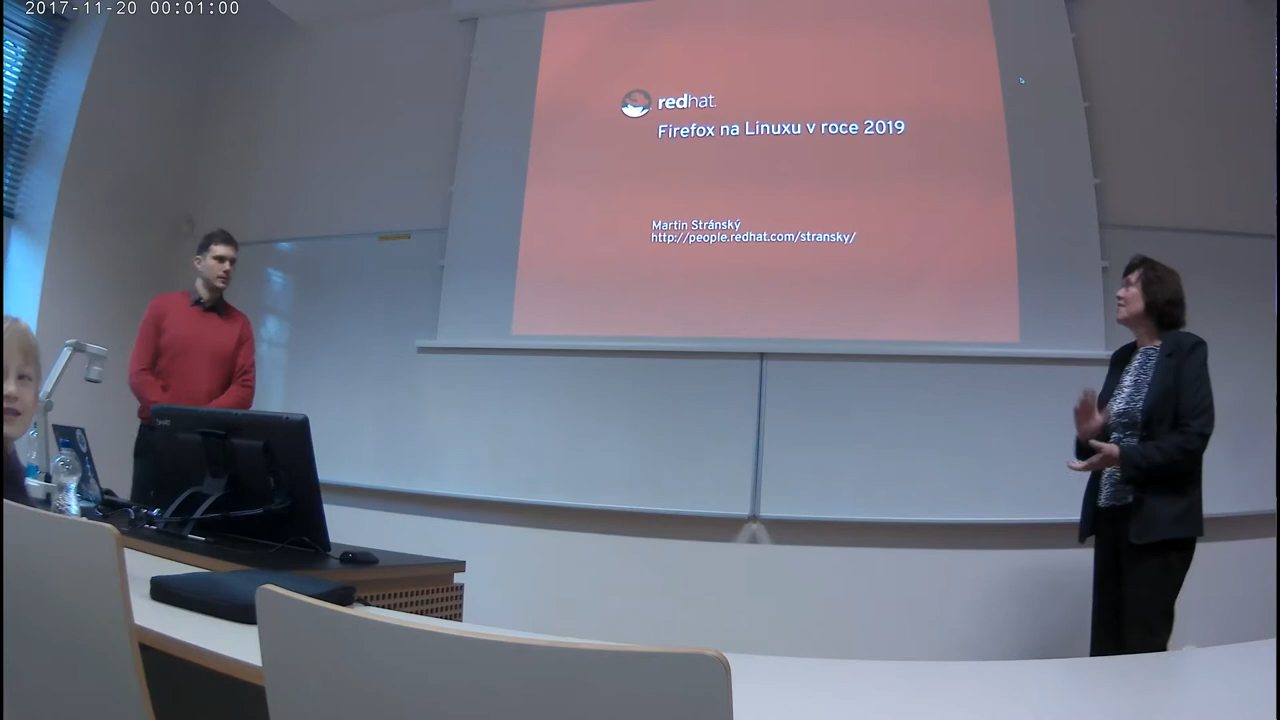 2017-11-20 00:01:00
redhat.
Firefox na Linuxu v roce 2019
Martin Stránský
http://people.redhat.com/stransky/